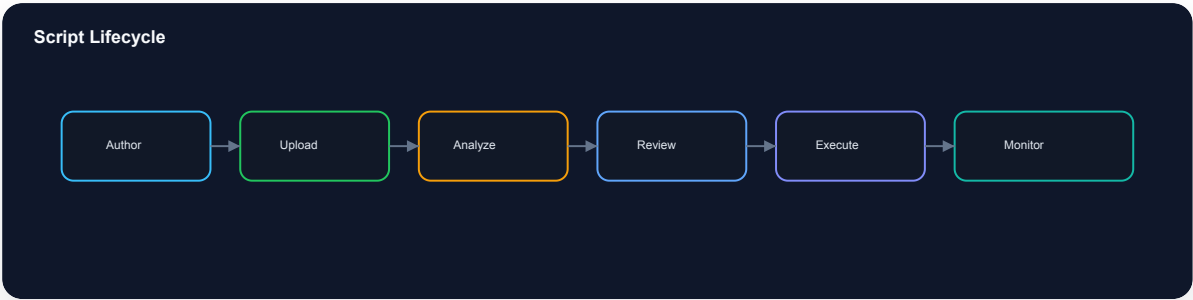 Script Lifecycle
Author
Upload
Analyze
Review
Execute
Monitor